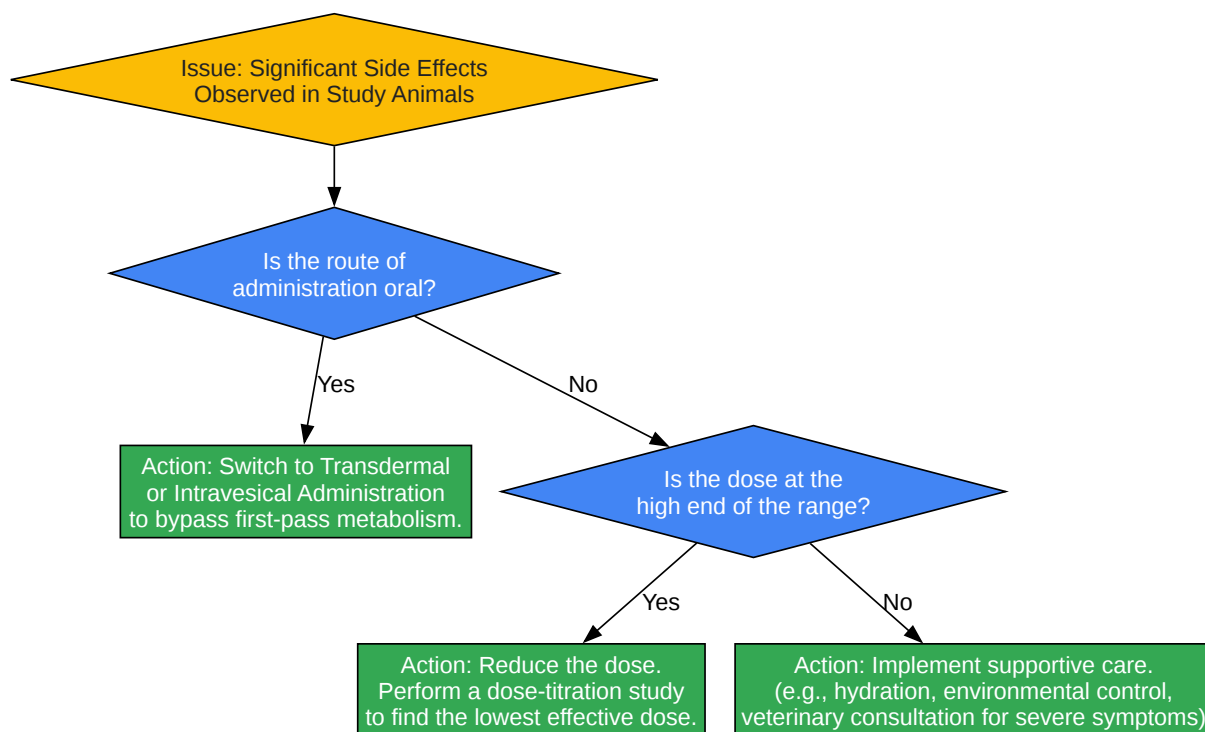 Issue: Significant Side Effects
Observed in Study Animals
Is the route of
administration oral?
Yes
No
Action: Switch to Transdermal
or Intravesical Administration
to bypass first-pass metabolism.
Is the dose at the
high end of the range?
Yes
No
Action: Reduce the dose.
Perform a dose-titration study
to find the lowest effective dose.
Action: Implement supportive care.
(e.g., hydration, environmental control,
veterinary consultation for severe symptoms)